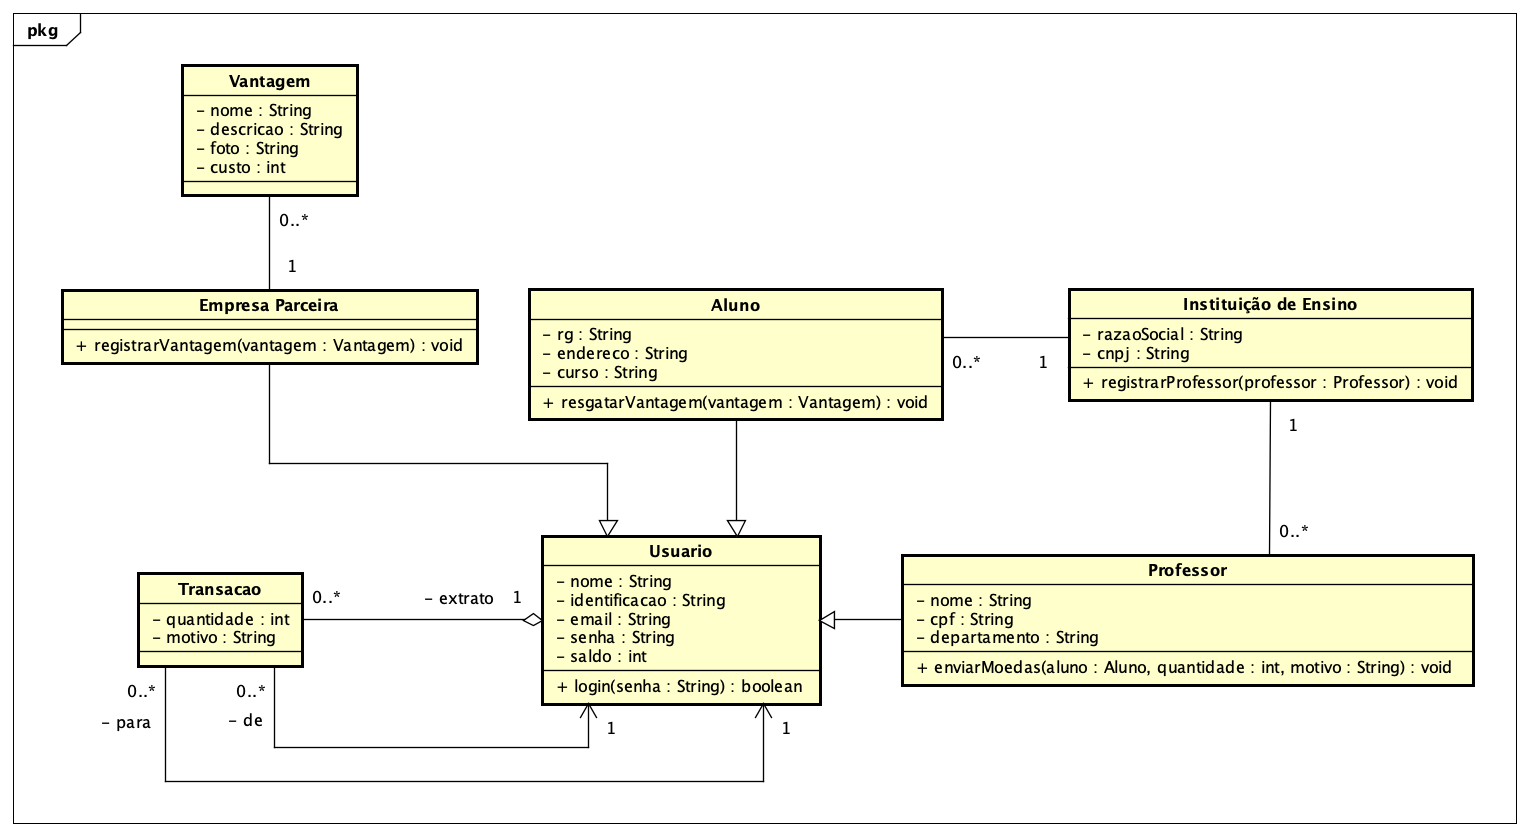 pkg
Vantagem
- nome : String
- descricao : String
- foto : String
- custo : int
0..*
1
Empresa Parceira
+ registrarVantagem(vantagem : Vantagem) : void
Aluno
- rg : String
- endereco : String
- curso : String
+ resgatarVantagem(vantagem : Vantagem) : void
0..*
1
Instituição de Ensino
- razaoSocial : String
- cnpj : String
+ registrarProfessor(professor : Professor) : void
1
0..*
Transacao
- quantidade : int
- motivo : String
0..*
- extrato
1
Usuario
- nome : String
- identificacao : String
- email : String
- senha : String
- saldo : int
+ login(senha : String) : boolean
Professor
- nome : String
- cpf : String
- departamento : String
+ enviarMoedas(aluno : Aluno, quantidade : int, motivo : String) : void
0..*
- para
0..*
- de
1
1